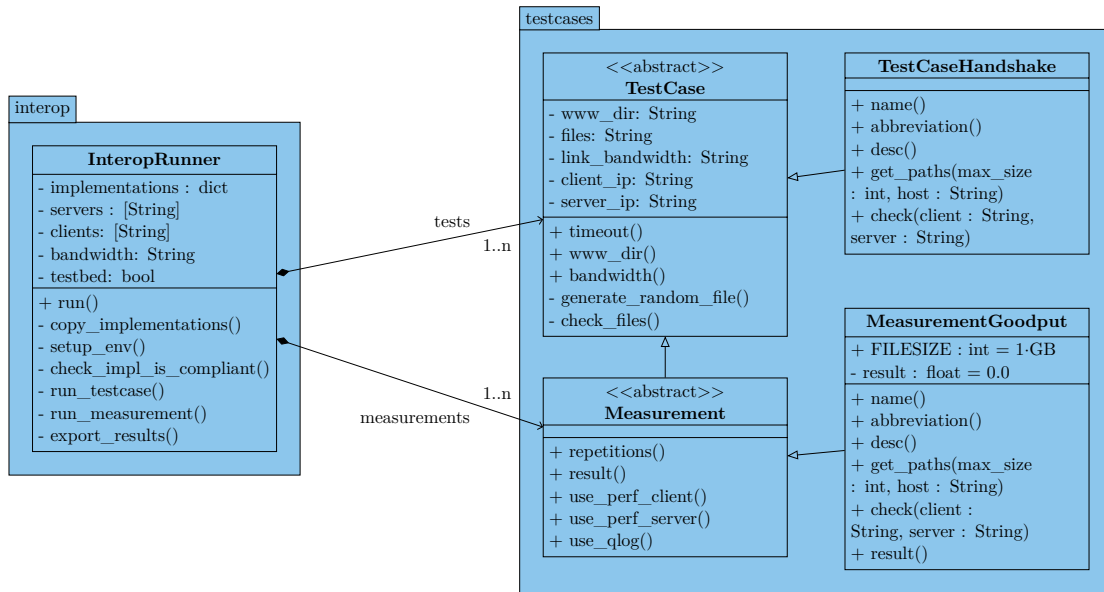 interop
InteropRunner
- implementations : dict
- servers : [String]
- clients: [String]
- bandwidth: String
- testbed: bool
+ run()
- copy_implementations()
- setup_env()
- check_impl_is_compliant()
- run_testcase()
- run_measurement()
- export_results()
tests
1..n
1..n
measurements
testcases
<<abstract>>
TestCase
- www_dir: String
- files: String
- link_bandwidth: String
- client_ip: String
- server_ip: String
+ timeout()
+ www_dir()
+ bandwidth()
- generate_random_file()
- check_files()
<<abstract>>
Measurement
+ repetitions()
+ result()
+ use_perf_client()
+ use_perf_server()
+ use_qlog()
TestCaseHandshake
+ name()
+ abbreviation()
+ desc()
+ get_paths(max_size
: int, host : String)
+ check(client : String,
server : String)
MeasurementGoodput
+ FILESIZE : int = 1·GB
- result : float = 0.0
+ name()
+ abbreviation()
+ desc()
+ get_paths(max_size
: int, host : String)
+ check(client :
String, server : String)
+ result()